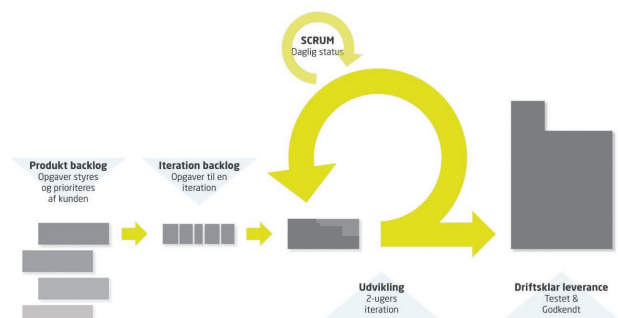 SCRUM
Daglig status
Produkt backlog
Opgaver styres
og prioriteres
af kunden
Iteration backlog
Opgaver til en
iteration
Udvikling
2-ugers
iteration
Driftsklar leverance
Testet &
Godkendt